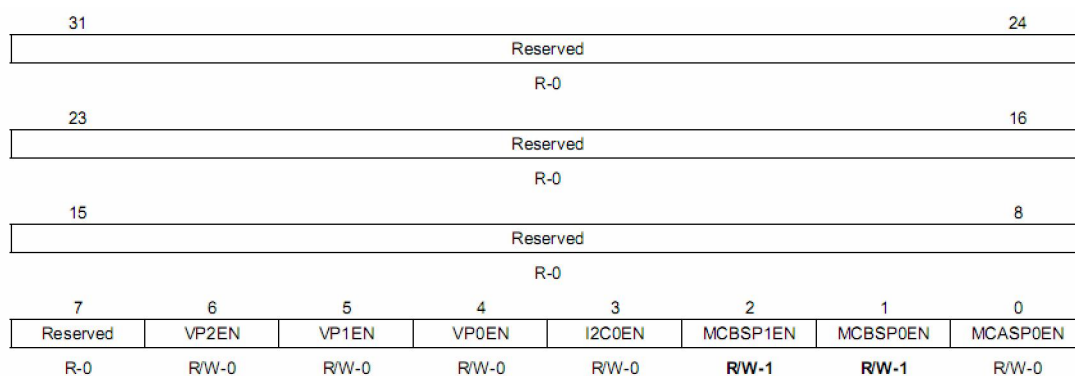 31 24
Reserved
R-0
23 16
Reserved
R-0
15 8
Reserved
R-0
7 6 5 4 3 2 1 0
Reserved VP2EN VP1EN VP0EN I2C0EN MCBSP1EN MCBSP0EN MCASP0EN
R-0 R/W-0 R/W-0 R/W-0 R/W-0 R/W-1 R/W-1 R/W-0